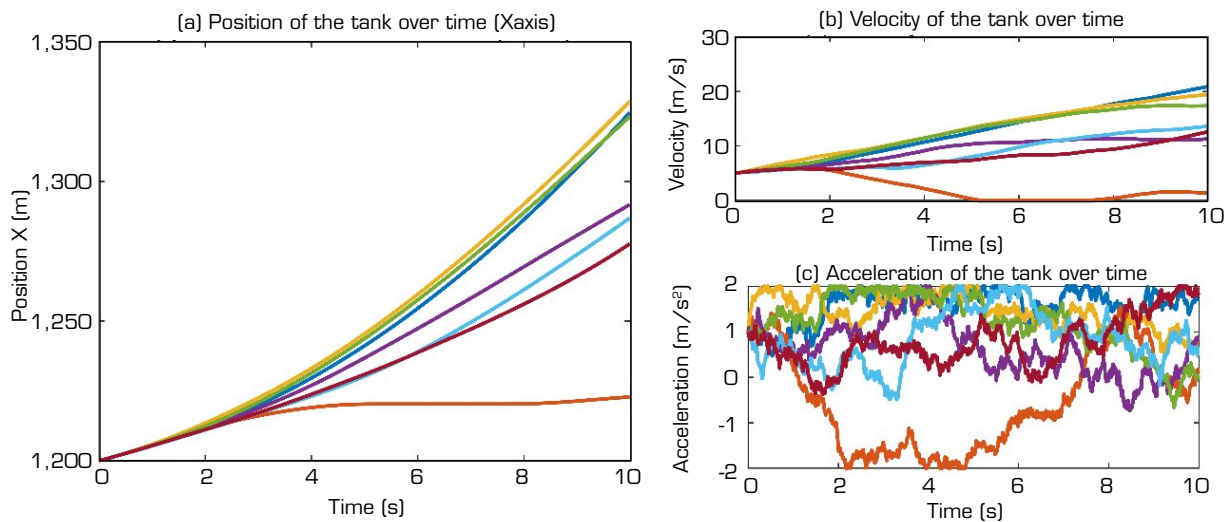 (a) Position of the tank over time (Xaxis)
1,350
1,300
1,250
1,200
Position X (m)
0 2 4 6 8 10
Time (s)
(b) Velocity of the tank over time
30
20
10
0
Velocity (m/s)
0 2 4 6 8 10
Time (s)
(c) Acceleration of the tank over time
2
1
0
-1
-2
Acceleration (m/s²)
0 2 4 6 8 10
Time (s)